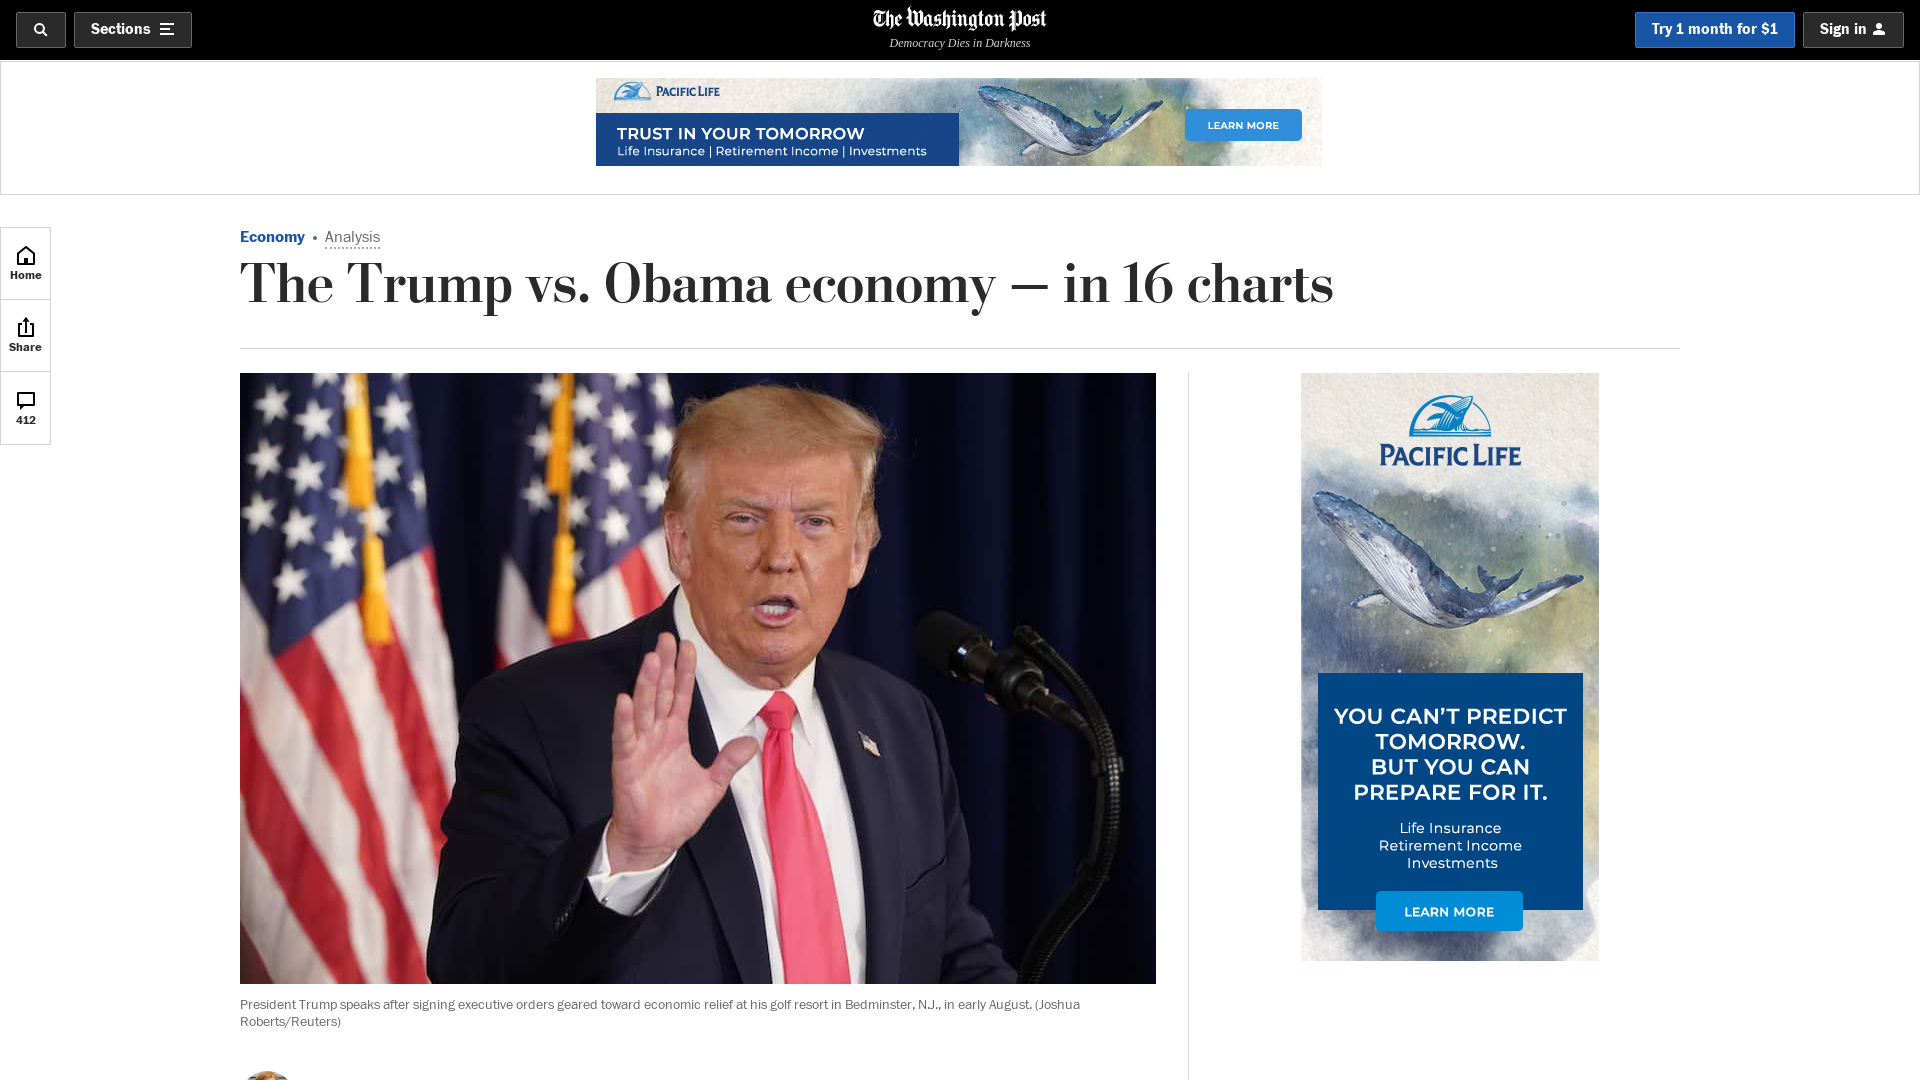 Sections
The Washington Post
Democracy Dies in Darkness
Try 1 month for $1
Sign in
PACIFIC LIFE
TRUST IN YOUR TOMORROW
Life Insurance | Retirement Income | Investments
LEARN MORE
Home
Share
412
Economy • Analysis
The Trump vs. Obama economy — in 16 charts
President Trump speaks after signing executive orders geared toward economic relief at his golf resort in Bedminster, N.J., in early August. (Joshua
Roberts/Reuters)
PACIFIC LIFE
YOU CAN'T PREDICT
TOMORROW.
BUT YOU CAN
PREPARE FOR IT.
Life Insurance
Retirement Income
Investments
LEARN MORE